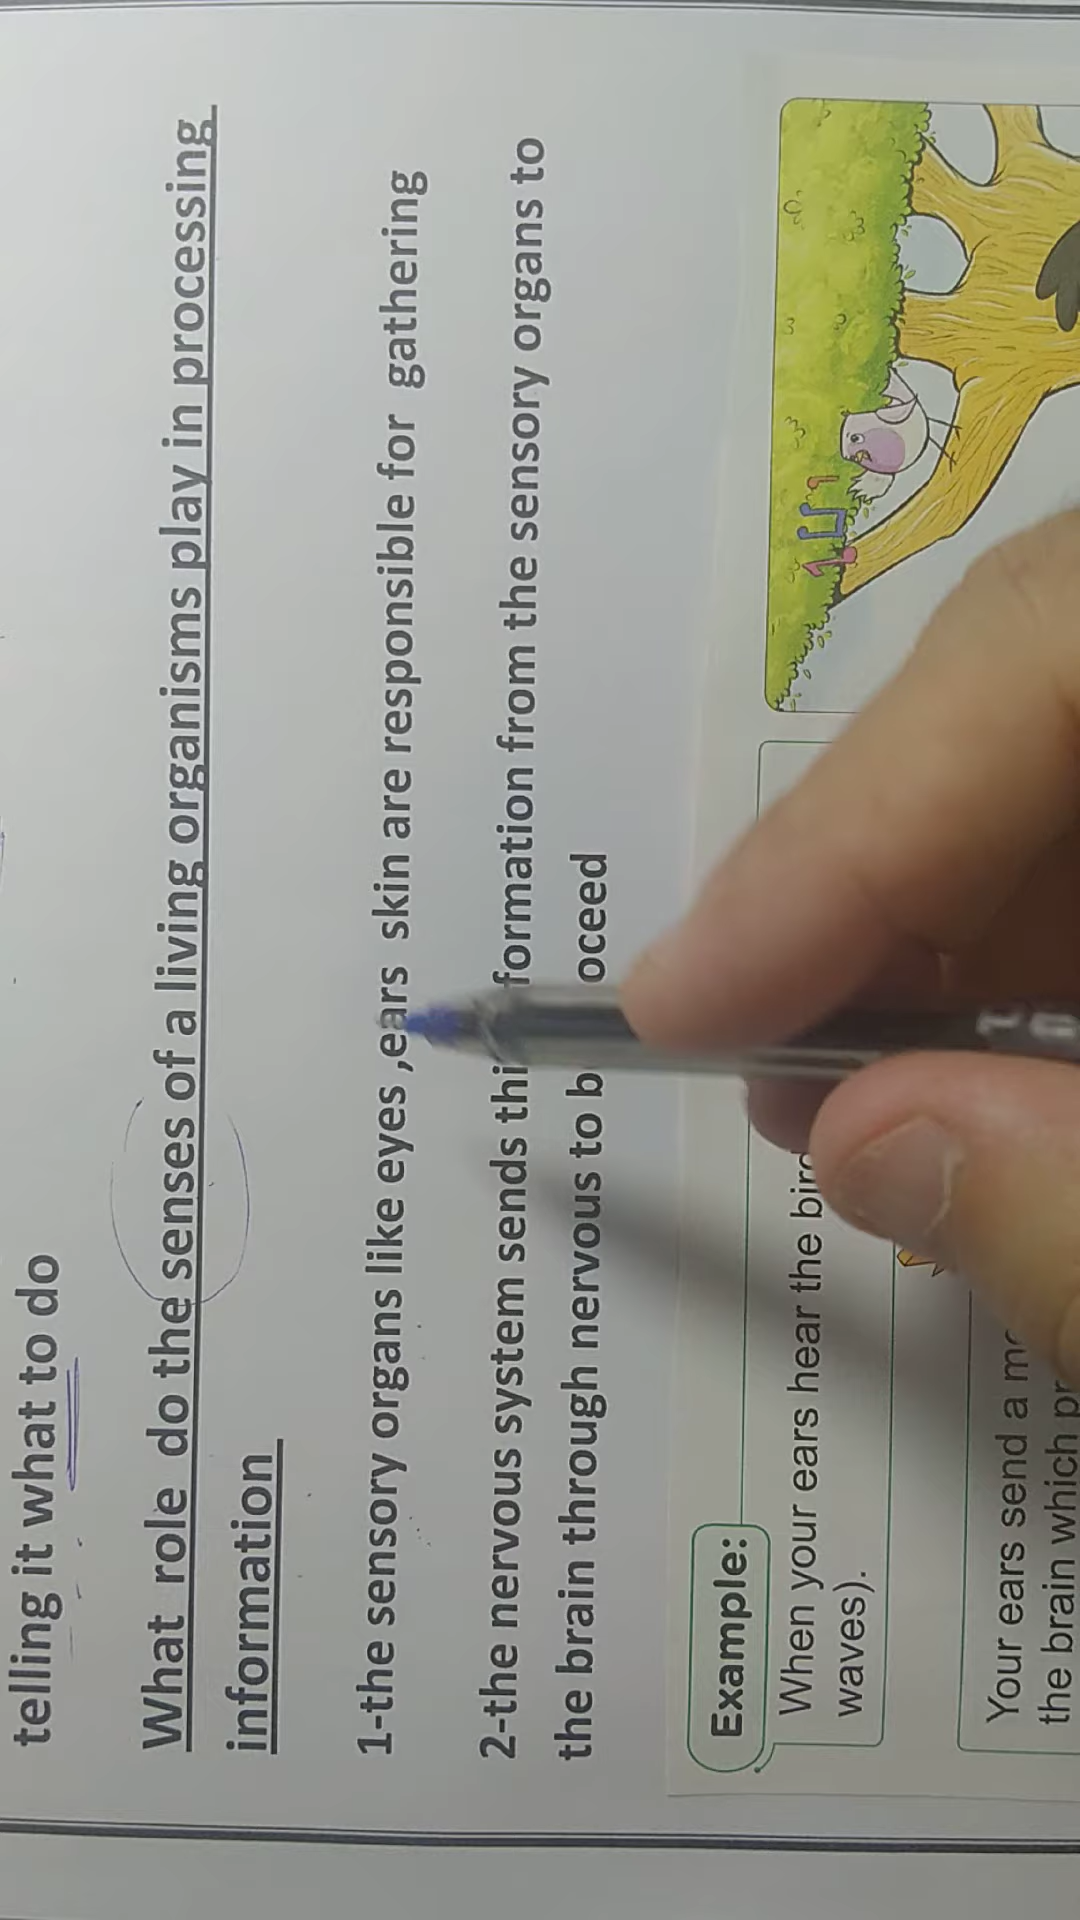 telling it what to do
What role do the senses of a living organisms play in processing
information
1-the sensory organs like eyes ,ears skin are responsible for gathering
2-the nervous system sends thi formation from the sensory organs to
the brain through nervous to b oceed
Example:
When your ears hear the bird
waves).
Your ears send a me
the brain which pr